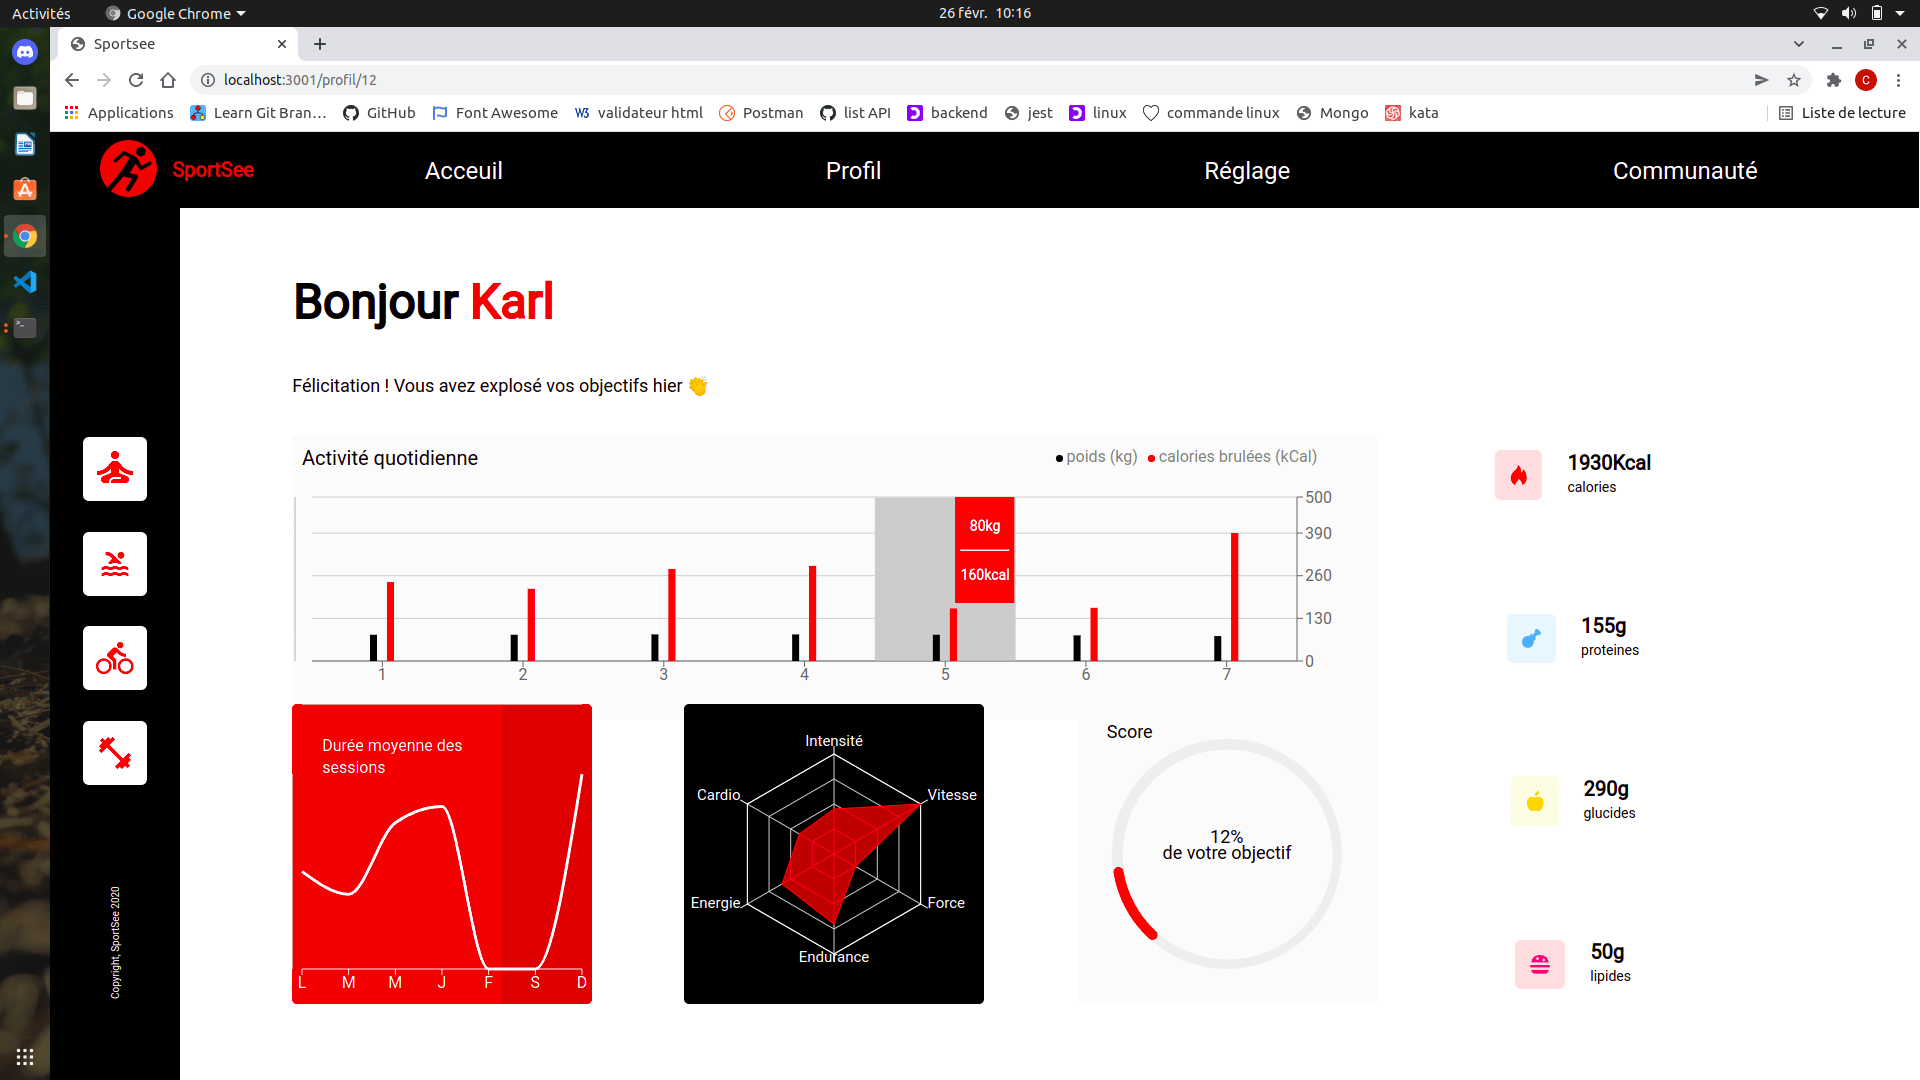 Activités
Google Chrome
26 févr. 10:16
Sportsee
localhost:3001/profil/12
C
Applications
Learn Git Bran...
GitHub
Font Awesome
W3
validateur html
Postman
list API
backend
jest
linux
commande linux
Mongo
kata
Liste de lecture
SportSee
Acceuil
Profil
Réglage
Communauté
Bonjour Karl
Félicitation ! Vous avez explosé vos objectifs hier 👏
Activité quotidienne
poids (kg)
calories brulées (kCal)
500
390
260
130
0
80kg
160kcal
1
2
3
4
5
6
7
1930Kcal
calories
155g
proteines
290g
glucides
50g
lipides
Durée moyenne des
sessions
L
M
M
J
F
S
D
Intensité
Vitesse
Force
Endurance
Energie
Cardio
Score
12%
de votre objectif
Copyright, SportSee 2020